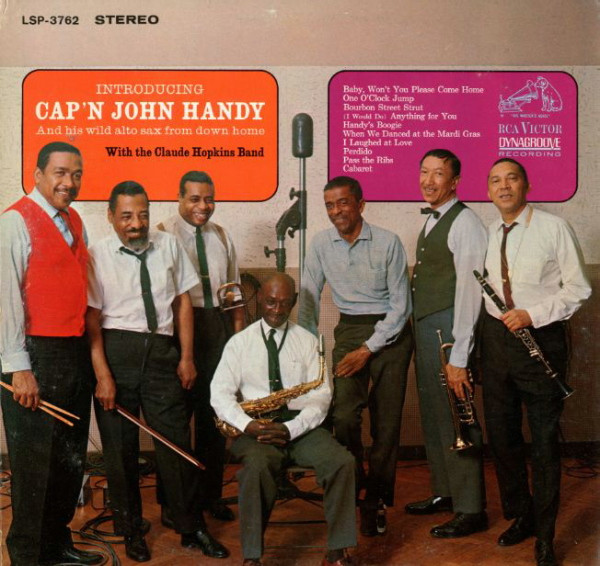 LSP-3762 STEREO
INTRODUCING
CAP'N JOHN HANDY
And his wild alto sax from down home
With the Claude Hopkins Band
Baby, Won't You Please Come Home
One O'Clock Jump
Bourbon Street Strut
(I Would Do) Anything for You
Handy's Boogie
When We Danced at the Mardi Gras
I Laughed at Love
Perdido
Pass the Ribs
Cabaret
"HIS MASTER'S VOICE"
RCA VICTOR
DYNAGROOVE
RECORDING